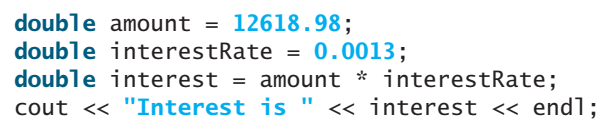 double amount = 12618.98;
double interestRate = 0.0013;
double interest = amount * interestRate;
cout << "Interest is " << interest << endl;